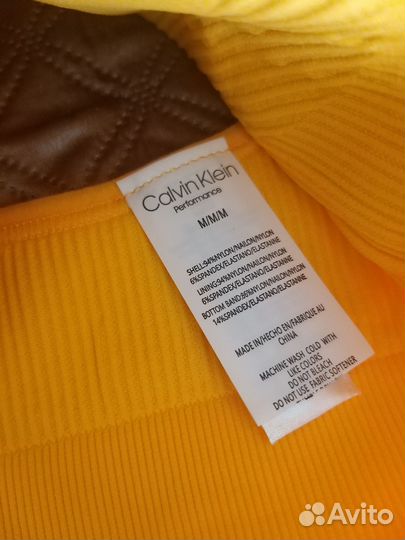 Calvin Klein
Performance
M/M/M
SHELL:94%NYLON/NAILON/NYLON
6%SPANDEX/ELASTANO/ELASTANNE
LINING:94%NYLON/NAILON/NYLON
6%SPANDEX/ELASTANO/ELASTANNE
BOTTOM BAND:86%NYLON/NAILON/NYLON
14%SPANDEX/ELASTANO/ELASTANNE
MADE IN/HECHO EN/FABRIQUE AU
CHINA
MACHINE WASH COLD WITH
LIKE COLORS
DO NOT BLEACH
DO NOT USE FABRIC SOFTENER
Avito